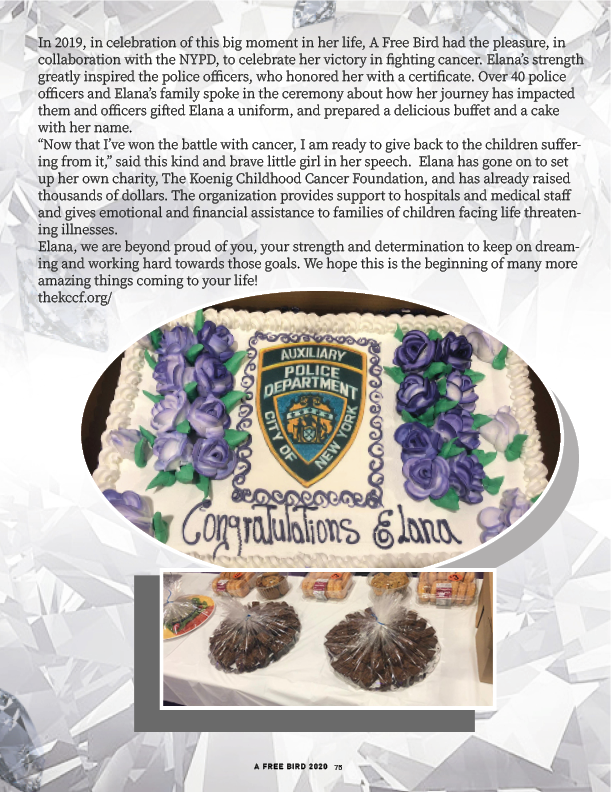 In 2019, in celebration of this big moment in her life, A Free Bird had the pleasure, in
collaboration with the NYPD, to celebrate her victory in fighting cancer. Elana’s strength
greatly inspired the police officers, who honored her with a certificate. Over 40 police
officers and Elana’s family spoke in the ceremony about how her journey has impacted
them and officers gifted Elana a uniform, and prepared a delicious buffet and a cake
with her name.
“Now that I’ve won the battle with cancer, I am ready to give back to the children suffer-
ing from it,” said this kind and brave little girl in her speech.  Elana has gone on to set
up her own charity, The Koenig Childhood Cancer Foundation, and has already raised
thousands of dollars. The organization provides support to hospitals and medical staff
and gives emotional and financial assistance to families of children facing life threaten-
ing illnesses.
Elana, we are beyond proud of you, your strength and determination to keep on dream-
ing and working hard towards those goals. We hope this is the beginning of many more
amazing things coming to your life!
thekccf.org/
AUXILIARY
POLICE
DEPARTMENT
CITY OF
NEW YORK
Congratulations Elana
A FREE BIRD 2020 75